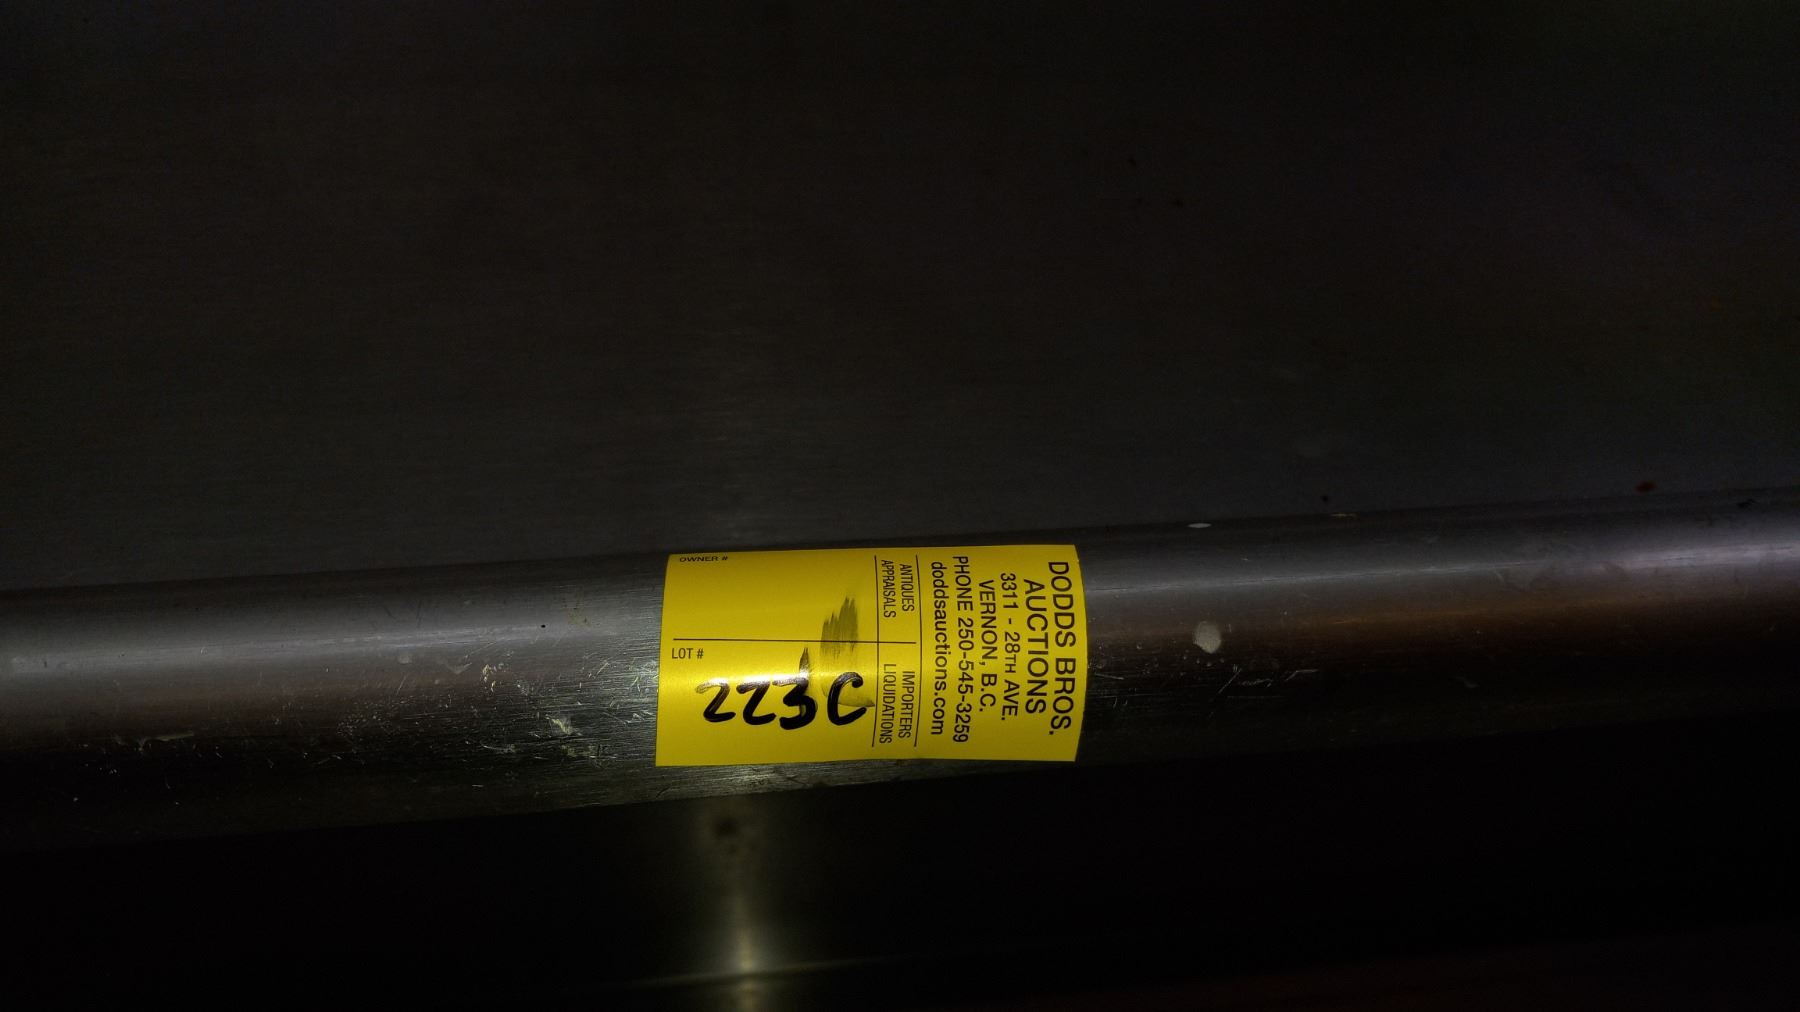 DODDS BROS.
AUCTIONS
3311 - 28TH AVE.
VERNON, B.C.
PHONE 250-545-3259
doddsauctions.com
ANTIQUES
APPRAISALS
IMPORTERS
LIQUIDATIONS
OWNER #
LOT #
223C